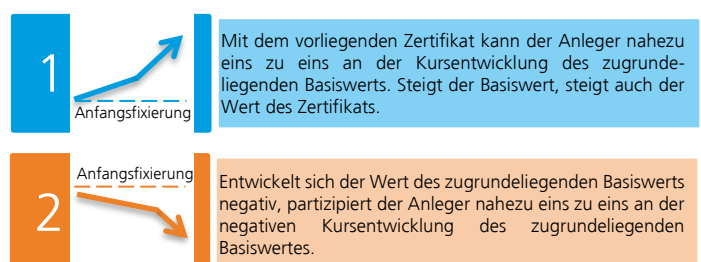 1
Anfangsfixierung
Mit dem vorliegenden Zertifikat kann der Anleger nahezu
eins zu eins an der Kursentwicklung des zugrunde-
liegenden Basiswerts. Steigt der Basiswert, steigt auch der
Wert des Zertifikats.
2
Anfangsfixierung
Entwickelt sich der Wert des zugrundeliegenden Basiswerts
negativ, partizipiert der Anleger nahezu eins zu eins an der
negativen Kursentwicklung des zugrundeliegenden
Basiswertes.